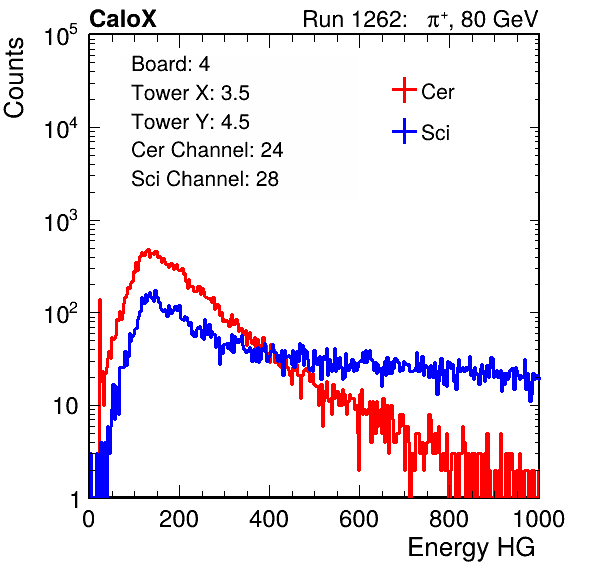 CaloX Run 1262: π⁺, 80 GeV
Counts
10⁵
10⁴
10³
10²
10
1
Board: 4
Tower X: 3.5
Tower Y: 4.5
Cer Channel: 24
Sci Channel: 28
Cer
Sci
0 200 400 600 800 1000
Energy HG